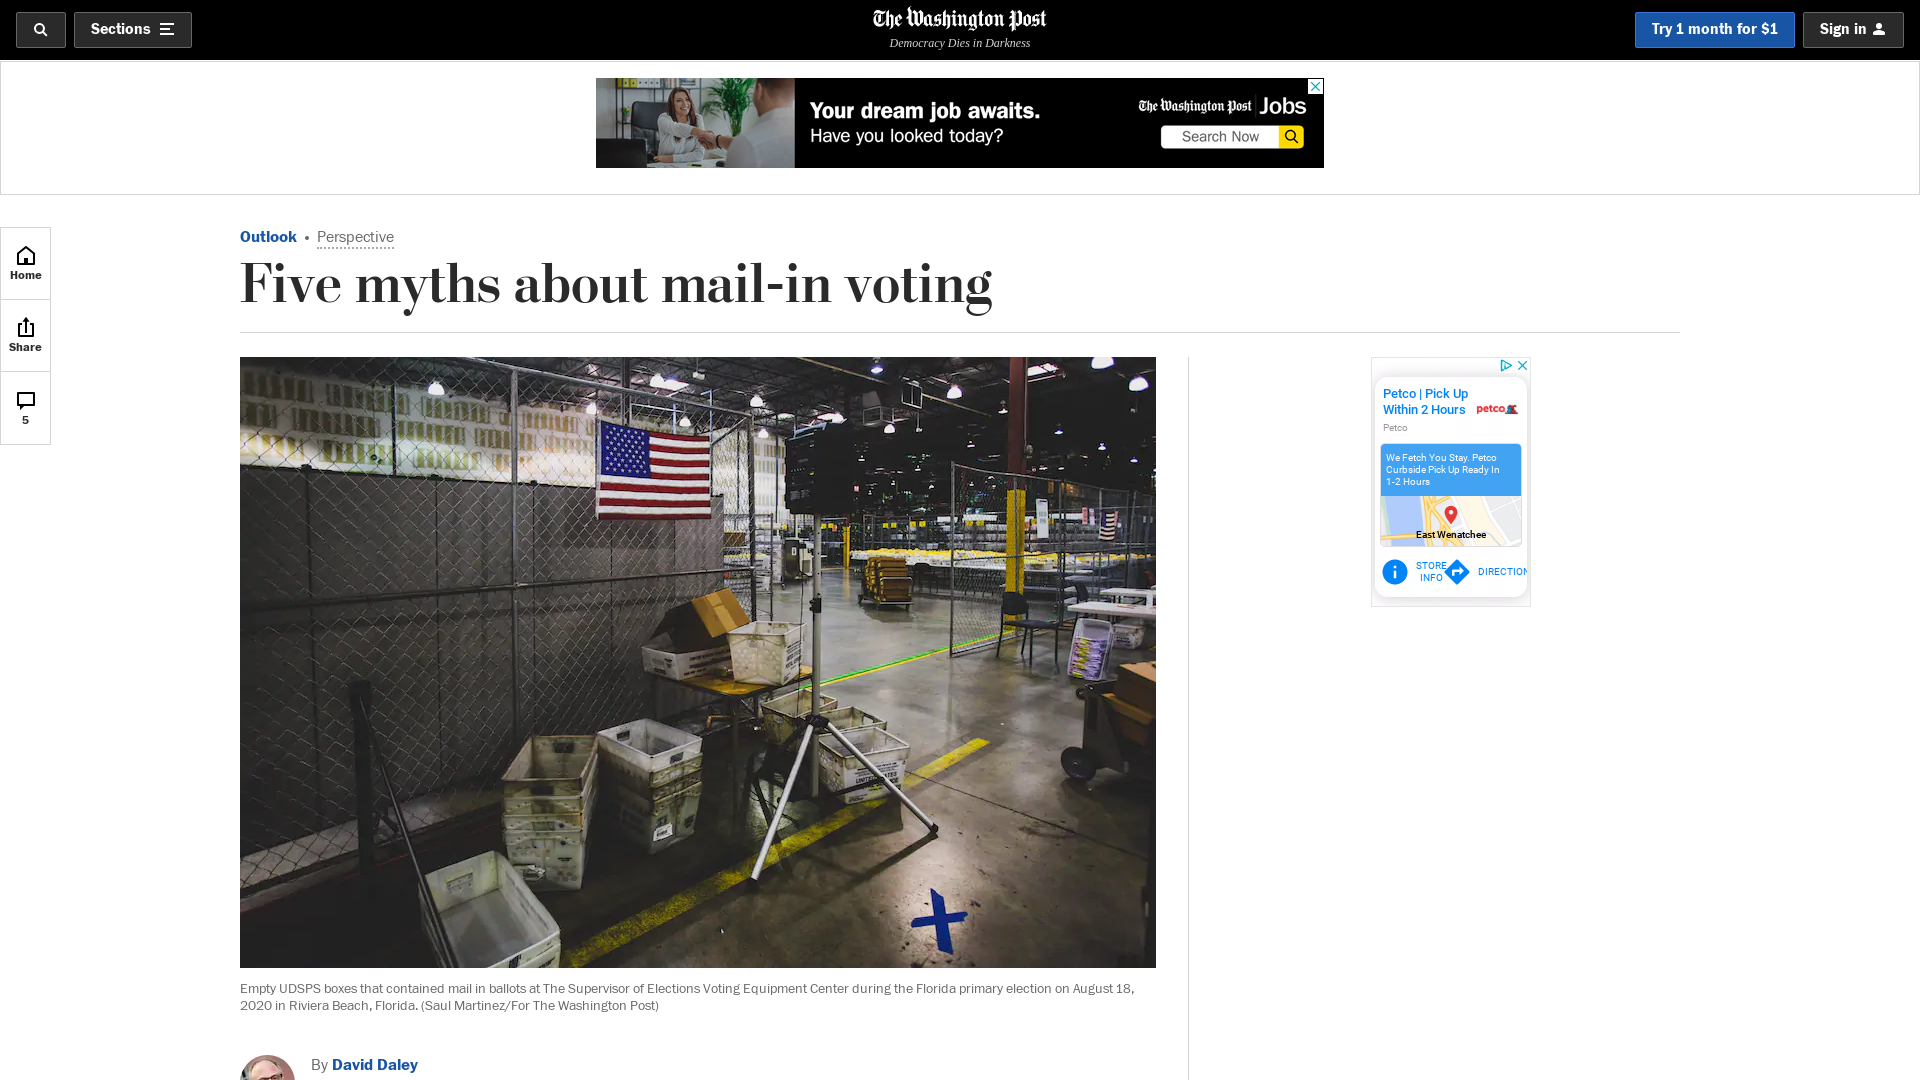 Sections
The Washington Post
Democracy Dies in Darkness
Try 1 month for $1
Sign in
Your dream job awaits.
Have you looked today?
The Washington Post Jobs
Search Now
Home
Share
5
Outlook • Perspective
Five myths about mail-in voting
Petco | Pick Up
Within 2 Hours
petco
Petco
We Fetch You Stay. Petco
Curbside Pick Up Ready In
1-2 Hours
East Wenatchee
STORE
INFO
DIRECTION
Empty UDSPS boxes that contained mail in ballots at The Supervisor of Elections Voting Equipment Center during the Florida primary election on August 18,
2020 in Riviera Beach, Florida. (Saul Martinez/For The Washington Post)
By David Daley